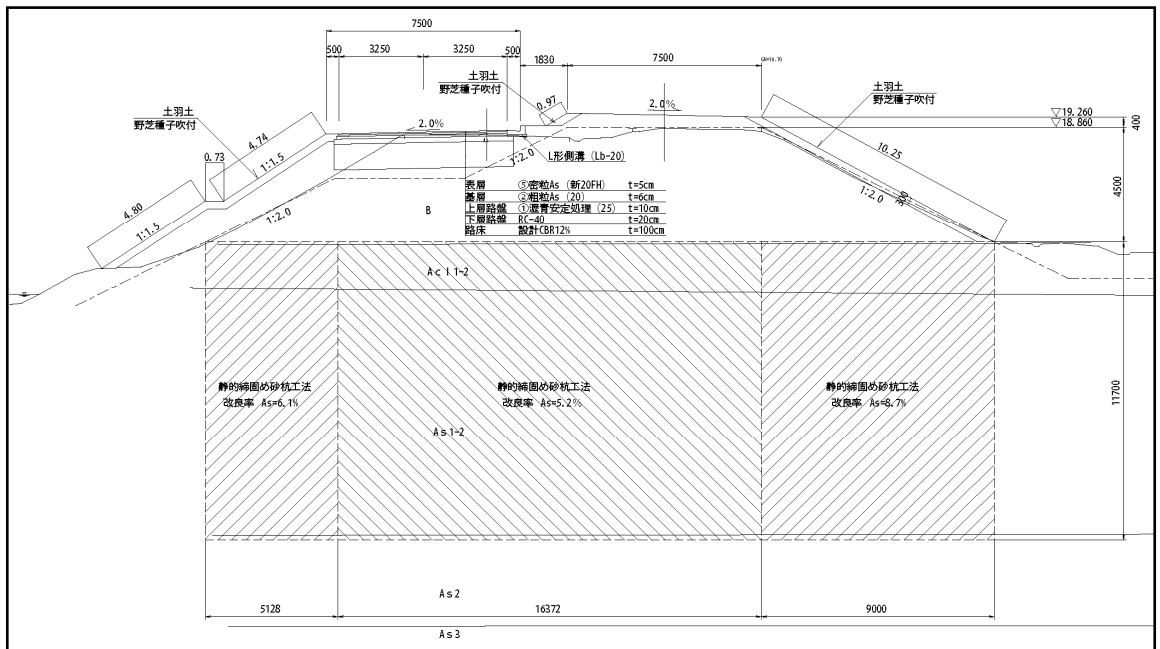 7500
500
3250
3250
500
1830
7500
GH=18.70
土羽土
野芝種子吹付
0.97
2.0%
土羽土
野芝種子吹付
▽19.260
▽18.860
400
土羽土
野芝種子吹付
2.0%
4.74
1:1.5
0.73
10.25
L形側溝 (Lb-20)
1:2.0
300
1:2.0
4500
4.80
1:1.5
1:2.0
B
表層 ⑤密粒As (新20FH) t=5cm
基層 ②粗粒As (20) t=6cm
上層路盤 ①瀝青安定処理 (25) t=10cm
下層路盤 RC-40 t=20cm
路床 設計CBR12% t=100cm
Acl1-2
静的締固め砂杭工法
改良率 As=6.1%
静的締固め砂杭工法
改良率 As=5.2%
静的締固め砂杭工法
改良率 As=8.7%
11700
As1-2
As2
5128
16372
9000
As3